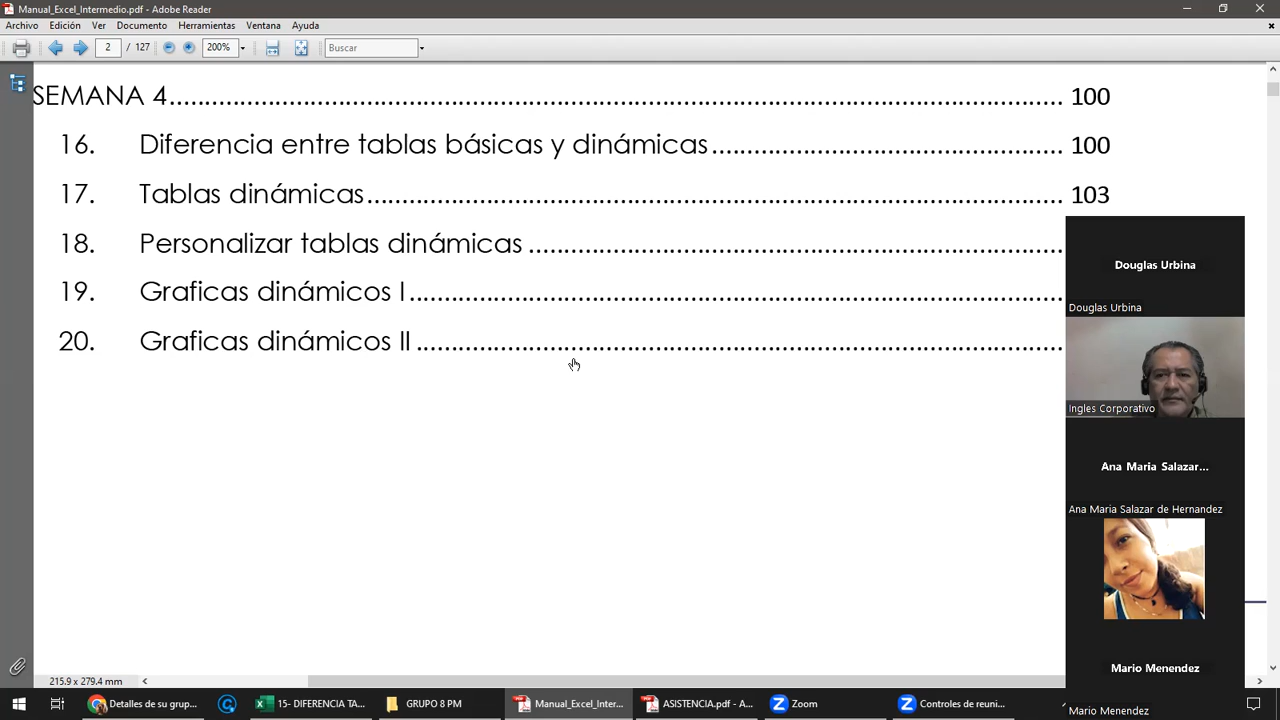 Manual_Excel_Intermedio.pdf - Adobe Reader
Archivo Edición Ver Documento Herramientas Ventana Ayuda
2 / 127 200% Buscar
SEMANA 4 100
16. Diferencia entre tablas básicas y dinámicas 100
17. Tablas dinámicas 103
18. Personalizar tablas dinámicas
19. Graficas dinámicos I
20. Graficas dinámicos II
Douglas Urbina
Douglas Urbina
Ingles Corporativo
Ana Maria Salazar...
Ana Maria Salazar de Hernandez
Mario Menendez
Mario Menendez
215.9 x 279.4 mm
Detalles de su grup... 15- DIFERENCIA TA... GRUPO 8 PM Manual_Excel_Inter... ASISTENCIA.pdf - A... Zoom Controles de reuni...